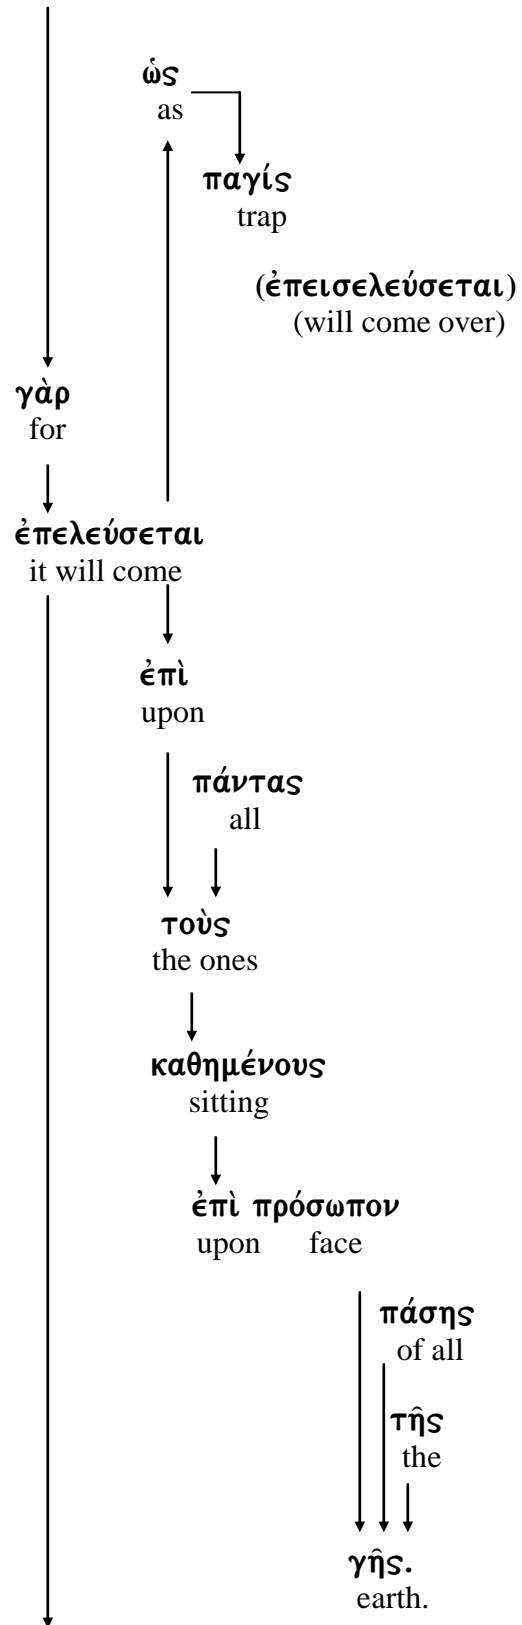 ὡς
as
παγίς
trap
(ἐπεισελεύσεται)
(will come over)
γὰρ
for
ἐπελεύσεται
it will come
ἐπὶ
upon
πάντας
all
τοὺς
the ones
καθημένους
sitting
ἐπὶ πρόσωπον
upon face
πάσης
of all
τῆς
the
γῆς.
earth.